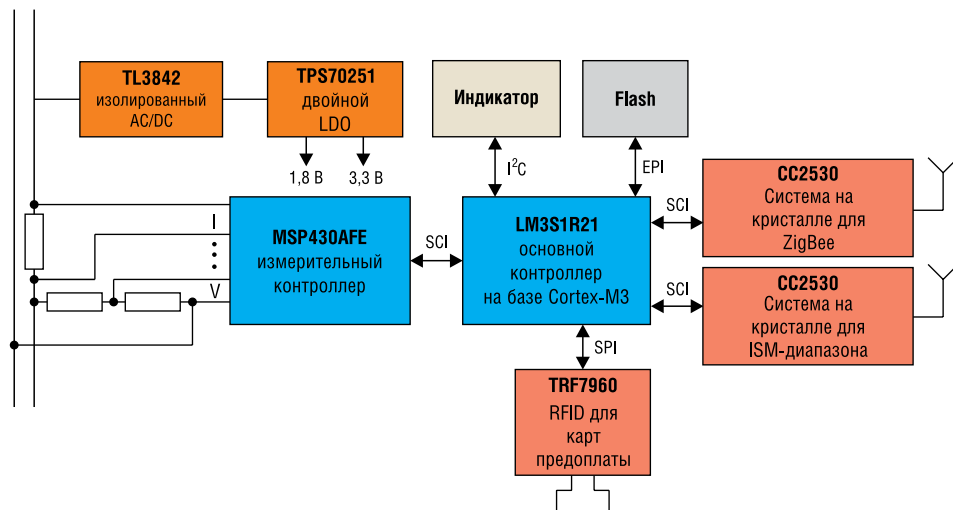 TL3842
изолированный
AC/DC
TPS70251
двойной
LDO
Индикатор
Flash
1,8 В
3,3 В
I²C
EPI
CC2530
Система на
кристалле для
ZigBee
SCI
I
V
MSP430AFE
измерительный
контроллер
SCI
LM3S1R21
основной
контроллер
на базе Cortex-M3
SCI
CC2530
Система на
кристалле для
ISM-диапазона
SPI
TRF7960
RFID для
карт
предоплаты